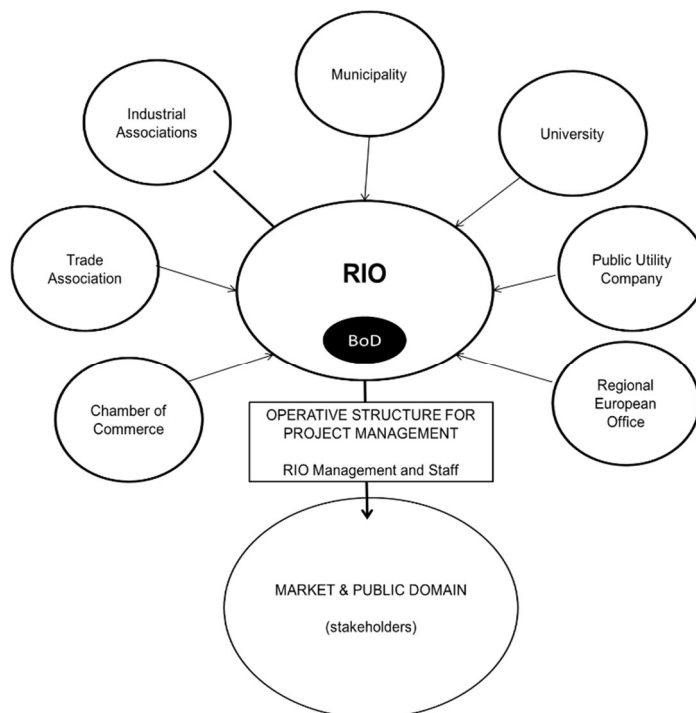 Municipality
Industrial
Associations
University
Trade
Association
RIO
Public Utility
Company
BoD
Chamber of
Commerce
Regional
European
Office
OPERATIVE STRUCTURE FOR
PROJECT MANAGEMENT
RIO Management and Staff
MARKET & PUBLIC DOMAIN
(stakeholders)